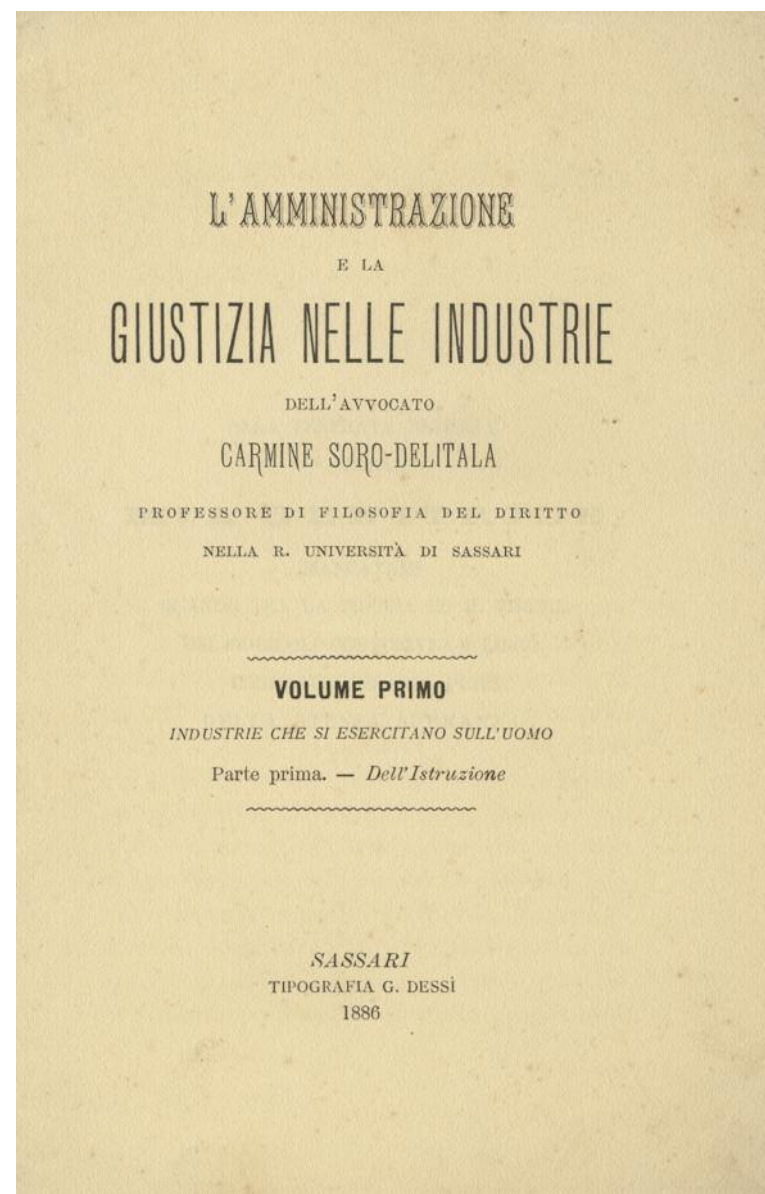 L'AMMINISTRAZIONE
E LA
GIUSTIZIA NELLE INDUSTRIE
DELL'AVVOCATO
CARMINE SORO-DELITALA
PROFESSORE DI FILOSOFIA DEL DIRITTO
NELLA R. UNIVERSITÀ DI SASSARI
VOLUME PRIMO
INDUSTRIE CHE SI ESERCITANO SULL'UOMO
Parte prima. — Dell'Istruzione
SASSARI
TIPOGRAFIA G. DESSÌ
1886